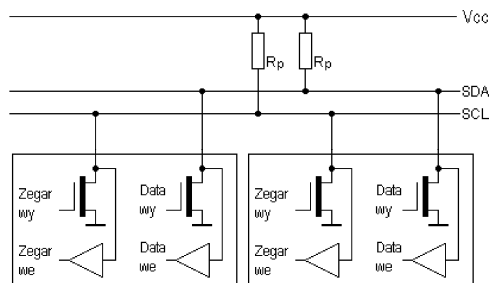 Vcc
Rp Rp
SDA
SCL
Zegar Data Zegar Data
wy wy wy wy
Zegar Data Zegar Data
we we we we